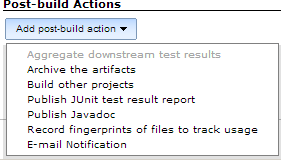 Post-build Actions
Add post-build action
Aggregate downstream test results
Archive the artifacts
Build other projects
Publish JUnit test result report
Publish Javadoc
Record fingerprints of files to track usage
E-mail Notification